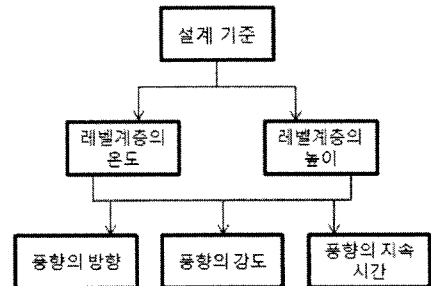 설계 기준
레벨계층의
온도
레벨계층의
높이
풍향의 방향
풍향의 강도
풍향의 지속
시간